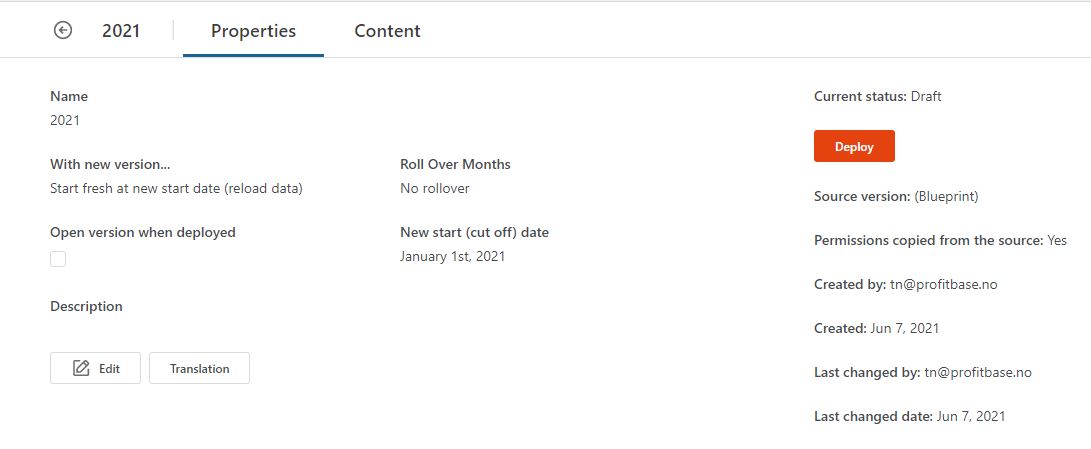 2021 Properties Content
Name
2021
With new version...
Start fresh at new start date (reload data)
Roll Over Months
No rollover
Open version when deployed
New start (cut off) date
January 1st, 2021
Description
Edit
Translation
Current status: Draft
Deploy
Source version: (Blueprint)
Permissions copied from the source: Yes
Created by: tn@profitbase.no
Created: Jun 7, 2021
Last changed by: tn@profitbase.no
Last changed date: Jun 7, 2021